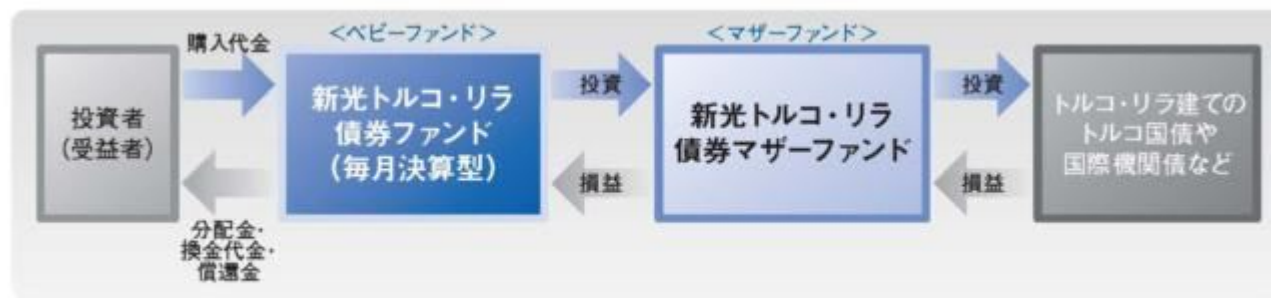 購入代金
<ベビーファンド>
<マザーファンド>
投資者
(受益者)
新光トルコ・リラ
債券ファンド
(毎月決算型)
投資
損益
新光トルコ・リラ
債券マザーファンド
投資
損益
トルコ・リラ建ての
トルコ国債や
国際機関債など
分配金・
換金代金・
償還金